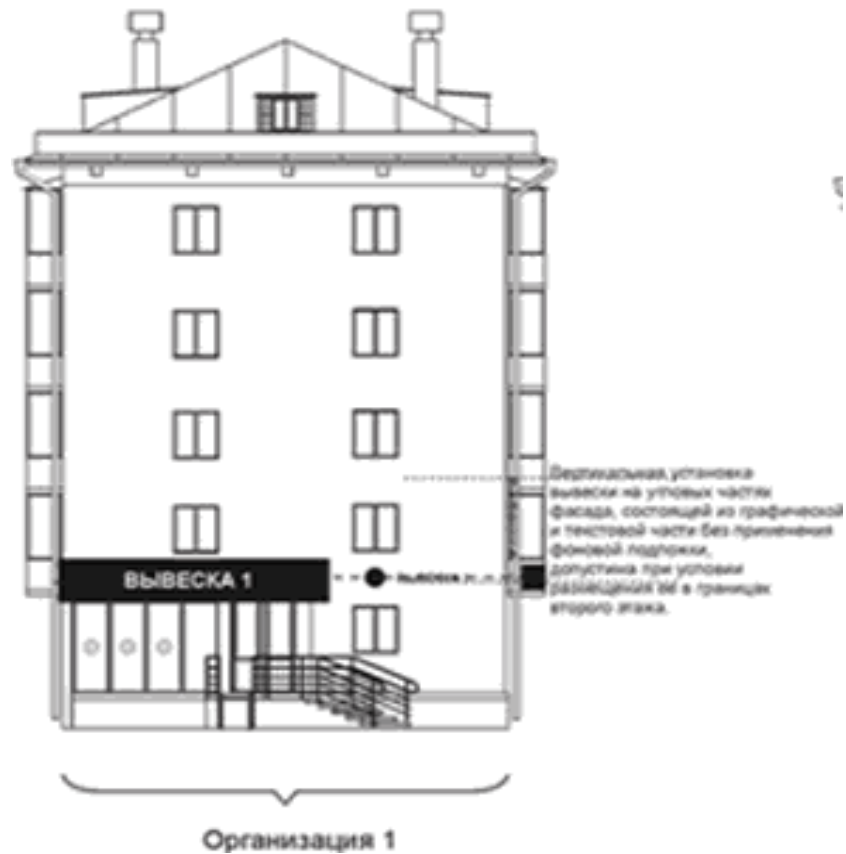 Вертикальная установка
вывески на угловых частях
фасада, состоящей из графической
и текстовой части без применения
фоновой подложки,
допустима при условии
размещения ее в границах
второго этажа.
ВЫВЕСКА 1
Организация 1